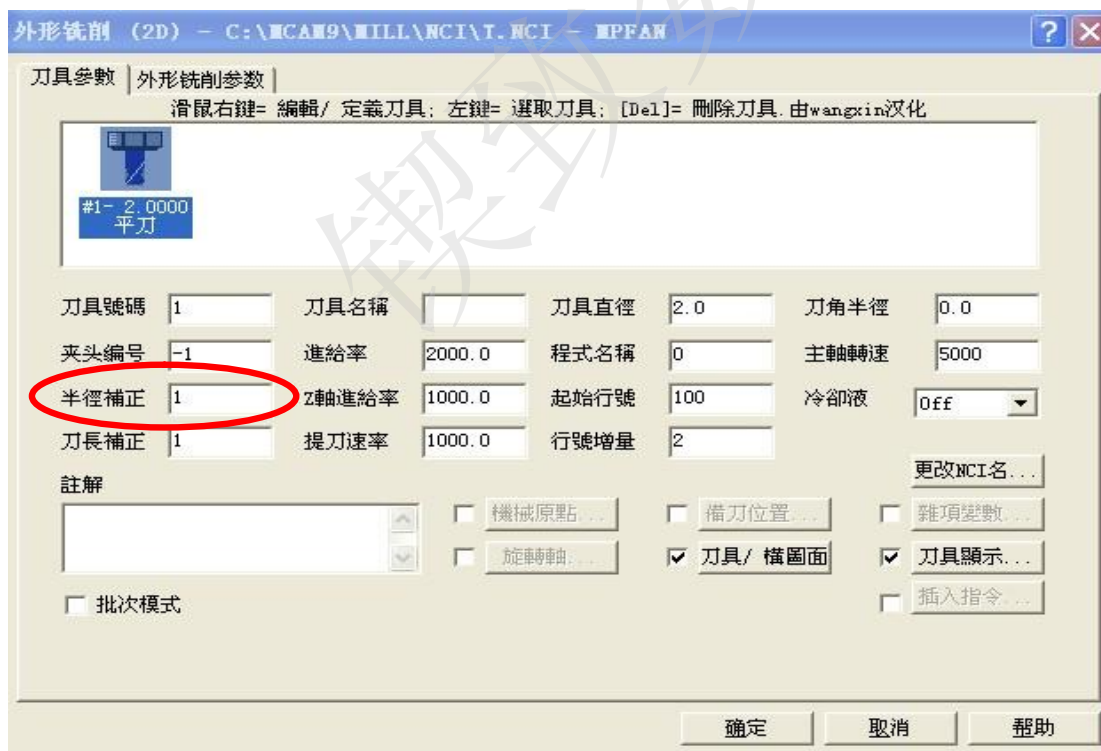 外形铣削 (2D) - C:\MCAM9\MILL\NCI\T.NCI - MPFAN
刀具參數 外形铣削参数
滑鼠右鍵= 編輯/ 定義刀具; 左鍵= 選取刀具; [Del]= 刪除刀具. 由wangxin汉化
#1- 2.0000
平刀
刀具號碼 1 刀具名稱 刀具直徑 2.0 刀角半徑 0.0
夹头编号 -1 進給率 2000.0 程式名稱 0 主軸轉速 5000
半徑補正 1 Z軸進給率 1000.0 起始行號 100 冷卻液 Off
刀長補正 1 提刀速率 1000.0 行號增量 2
更改NCI名...
註解
機械原點... 備刀位置... 雜項變數...
旋轉軸... 刀具/ 構圖面 刀具顯示...
批次模式 插入指令...
确定 取消 帮助